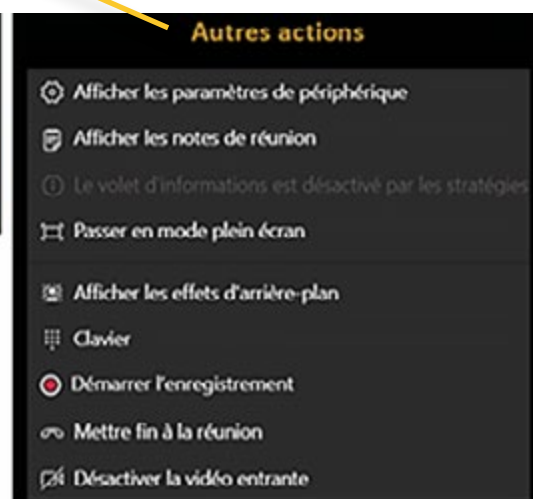 Autres actions
Afficher les paramètres de périphérique
Afficher les notes de réunion
Le volet d'informations est désactivé par les stratégies
Passer en mode plein écran
Afficher les effets d'arrière-plan
Clavier
Démarrer l'enregistrement
Mettre fin à la réunion
Désactiver la vidéo entrante